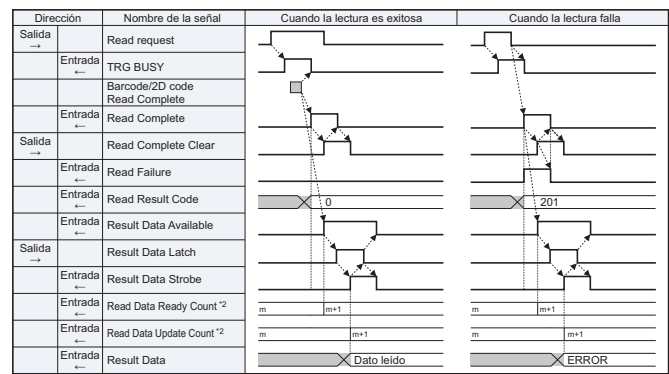 Dirección Nombre de la señal Cuando la lectura es exitosa Cuando la lectura falla
Salida → Read request
Entrada ← TRG BUSY
Barcode/2D code
Read Complete
Entrada ← Read Complete
Salida → Read Complete Clear
Entrada ← Read Failure
Entrada ← Read Result Code 0 201
Entrada ← Result Data Available
Salida → Result Data Latch
Entrada ← Result Data Strobe
Entrada ← Read Data Ready Count *2 m m+1 m m+1
Entrada ← Read Data Update Count *2 m m+1 m m+1
Entrada ← Result Data Dato leído ERROR